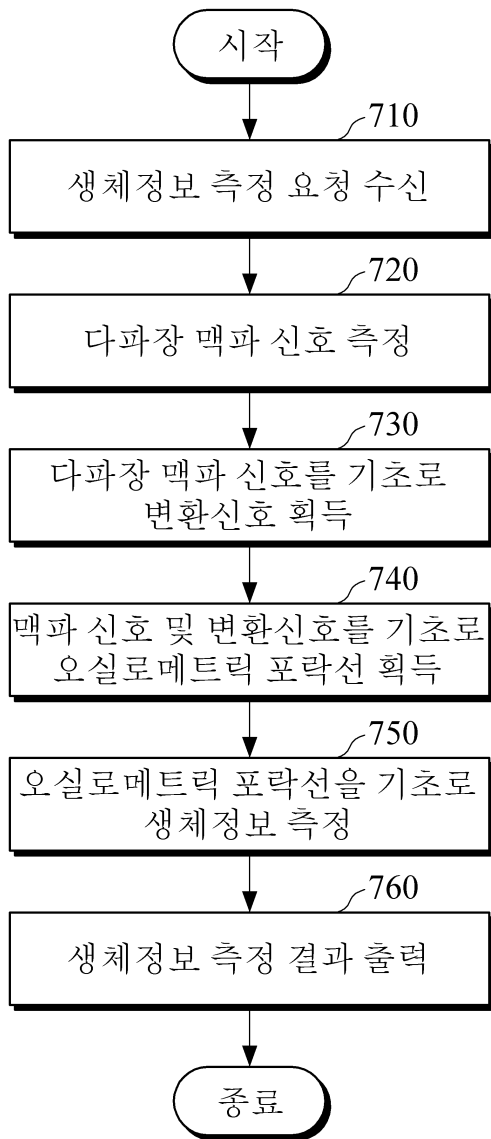 시작
710
생체정보 측정 요청 수신
720
다파장 맥파 신호 측정
730
다파장 맥파 신호를 기초로
변환신호 획득
740
맥파 신호 및 변환신호를 기초로
오실로메트릭 포락선 획득
750
오실로메트릭 포락선을 기초로
생체정보 측정
760
생체정보 측정 결과 출력
종료